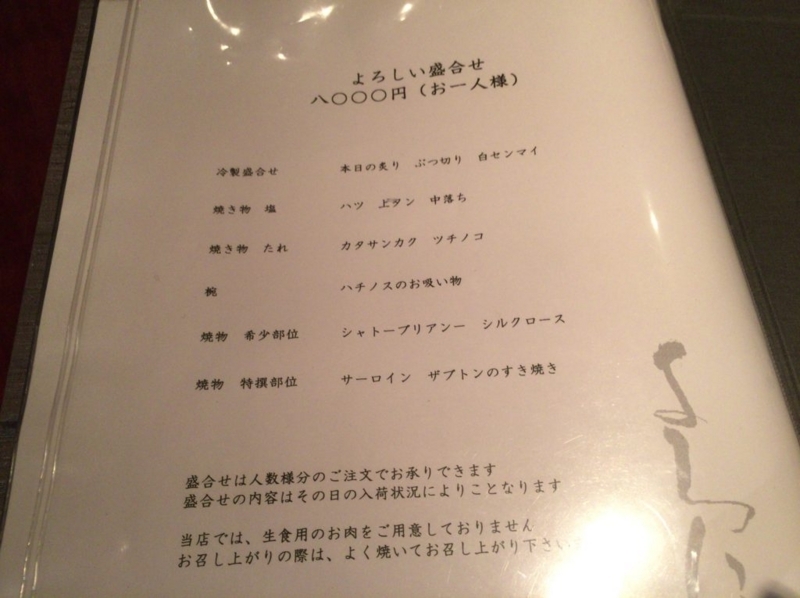 よろしい盛合せ
八〇〇〇円（お一人様）
冷製盛合せ　本日の炙り　ぶつ切り　白センマイ
焼き物　塩　ハツ　上タン　中落ち
焼き物　たれ　カタサンカク　ツチノコ
椀　ハチノスのお吸い物
焼物　希少部位　シャトーブリアンー　シルクロース
焼物　特撰部位　サーロイン　ザブトンのすき焼き
盛合せは人数様分のご注文でお承りできます
盛合せの内容はその日の入荷状況によりことなります
当店では、生食用のお肉をご用意しておりません
お召し上がりの際は、よく焼いてお召し上がり下さい
よろし